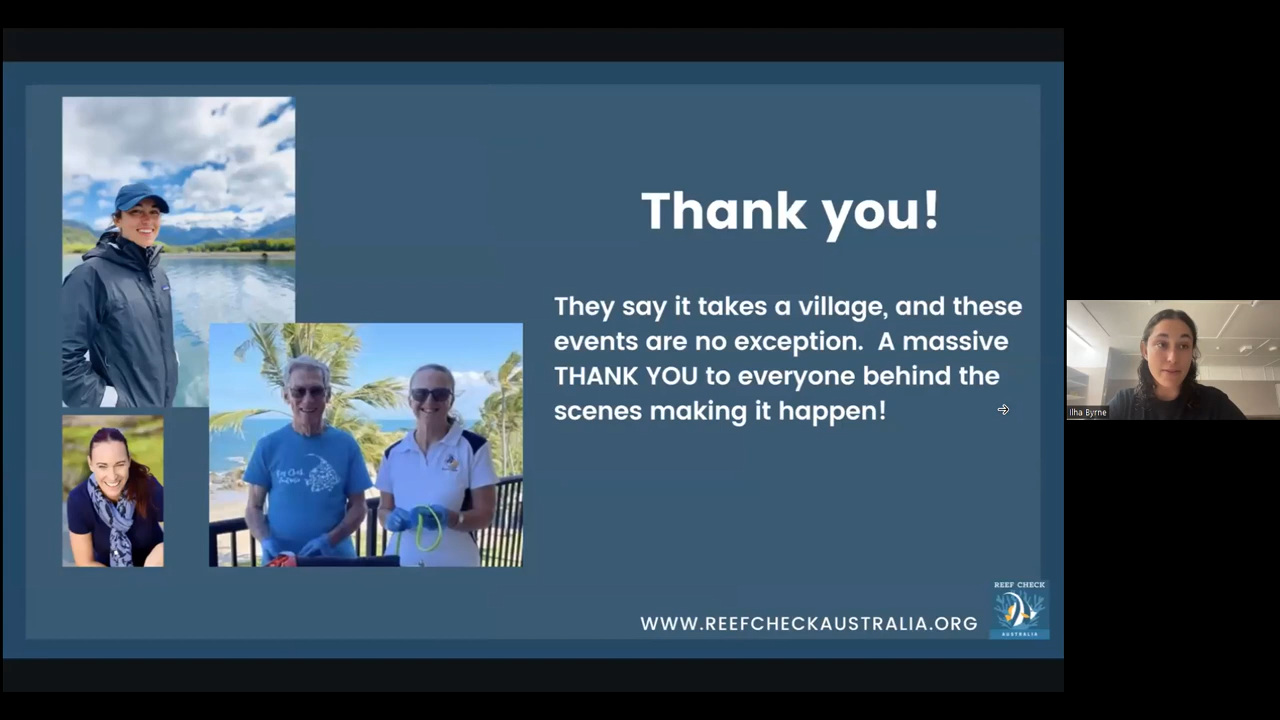 Thank you!
They say it takes a village, and these
events are no exception. A massive
THANK YOU to everyone behind the
scenes making it happen!
Ilha Byrne
REEF CHECK
AUSTRALIA
WWW.REEFCHECKAUSTRALIA.ORG